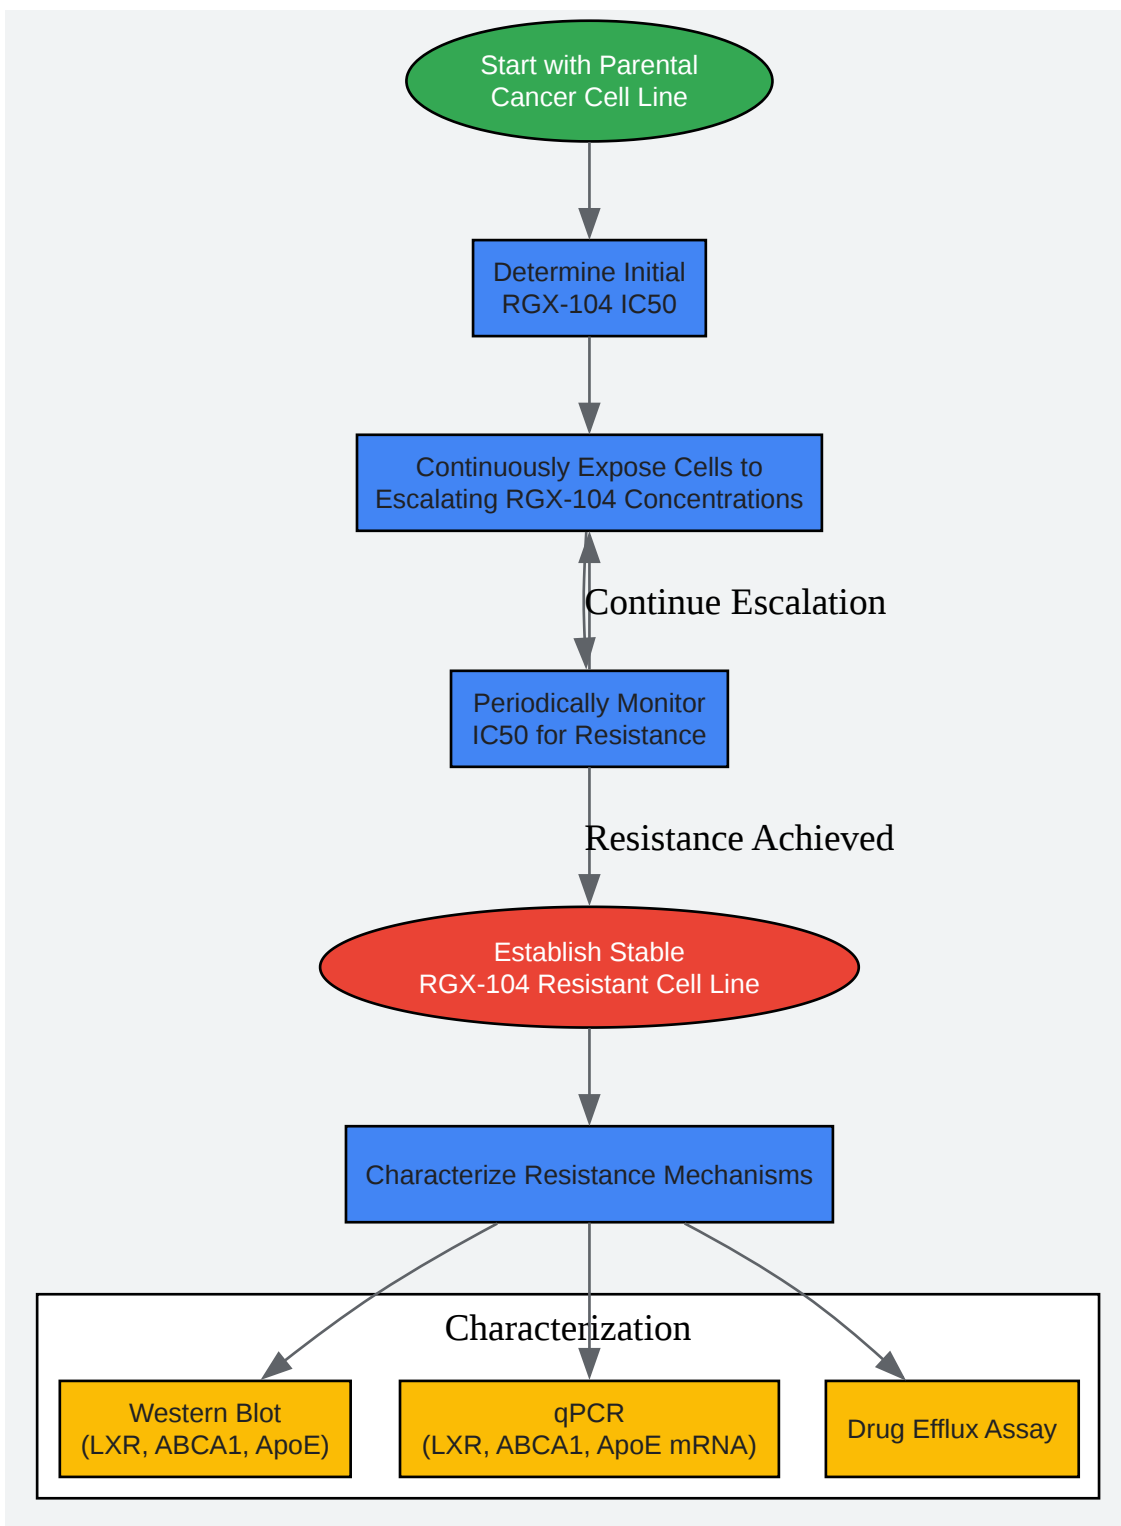 Start with Parental
Cancer Cell Line
Determine Initial
RGX-104 IC50
Continuously Expose Cells to
Escalating RGX-104 Concentrations
Continue Escalation
Periodically Monitor
IC50 for Resistance
Resistance Achieved
Establish Stable
RGX-104 Resistant Cell Line
Characterize Resistance Mechanisms
Characterization
Western Blot
(LXR, ABCA1, ApoE)
qPCR
(LXR, ABCA1, ApoE mRNA)
Drug Efflux Assay